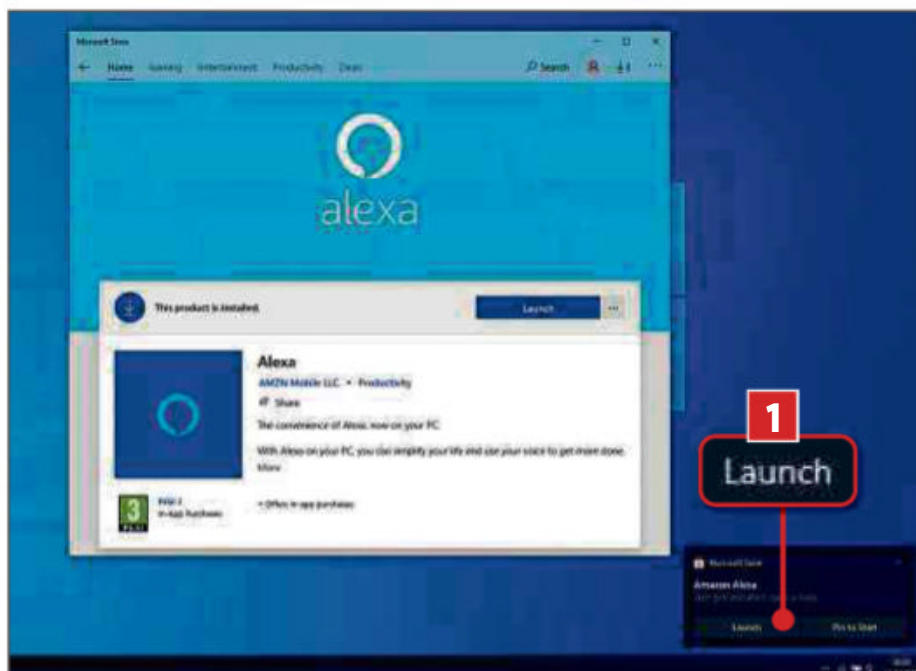 Microsoft Store
Home Gaming Entertainment Productivity Deals Search
alexa
This product is installed. Launch
Alexa
AMZN Mobile LLC • Productivity
Share
The convenience of Alexa, now on your PC.
With Alexa on your PC, you can simplify your life and use your voice to get more done.
More
3
PEGI 3
In-App Purchases
+ Offers in-app purchases
1
Launch
Microsoft Store
Amazon Alexa
Launch Pin to Start